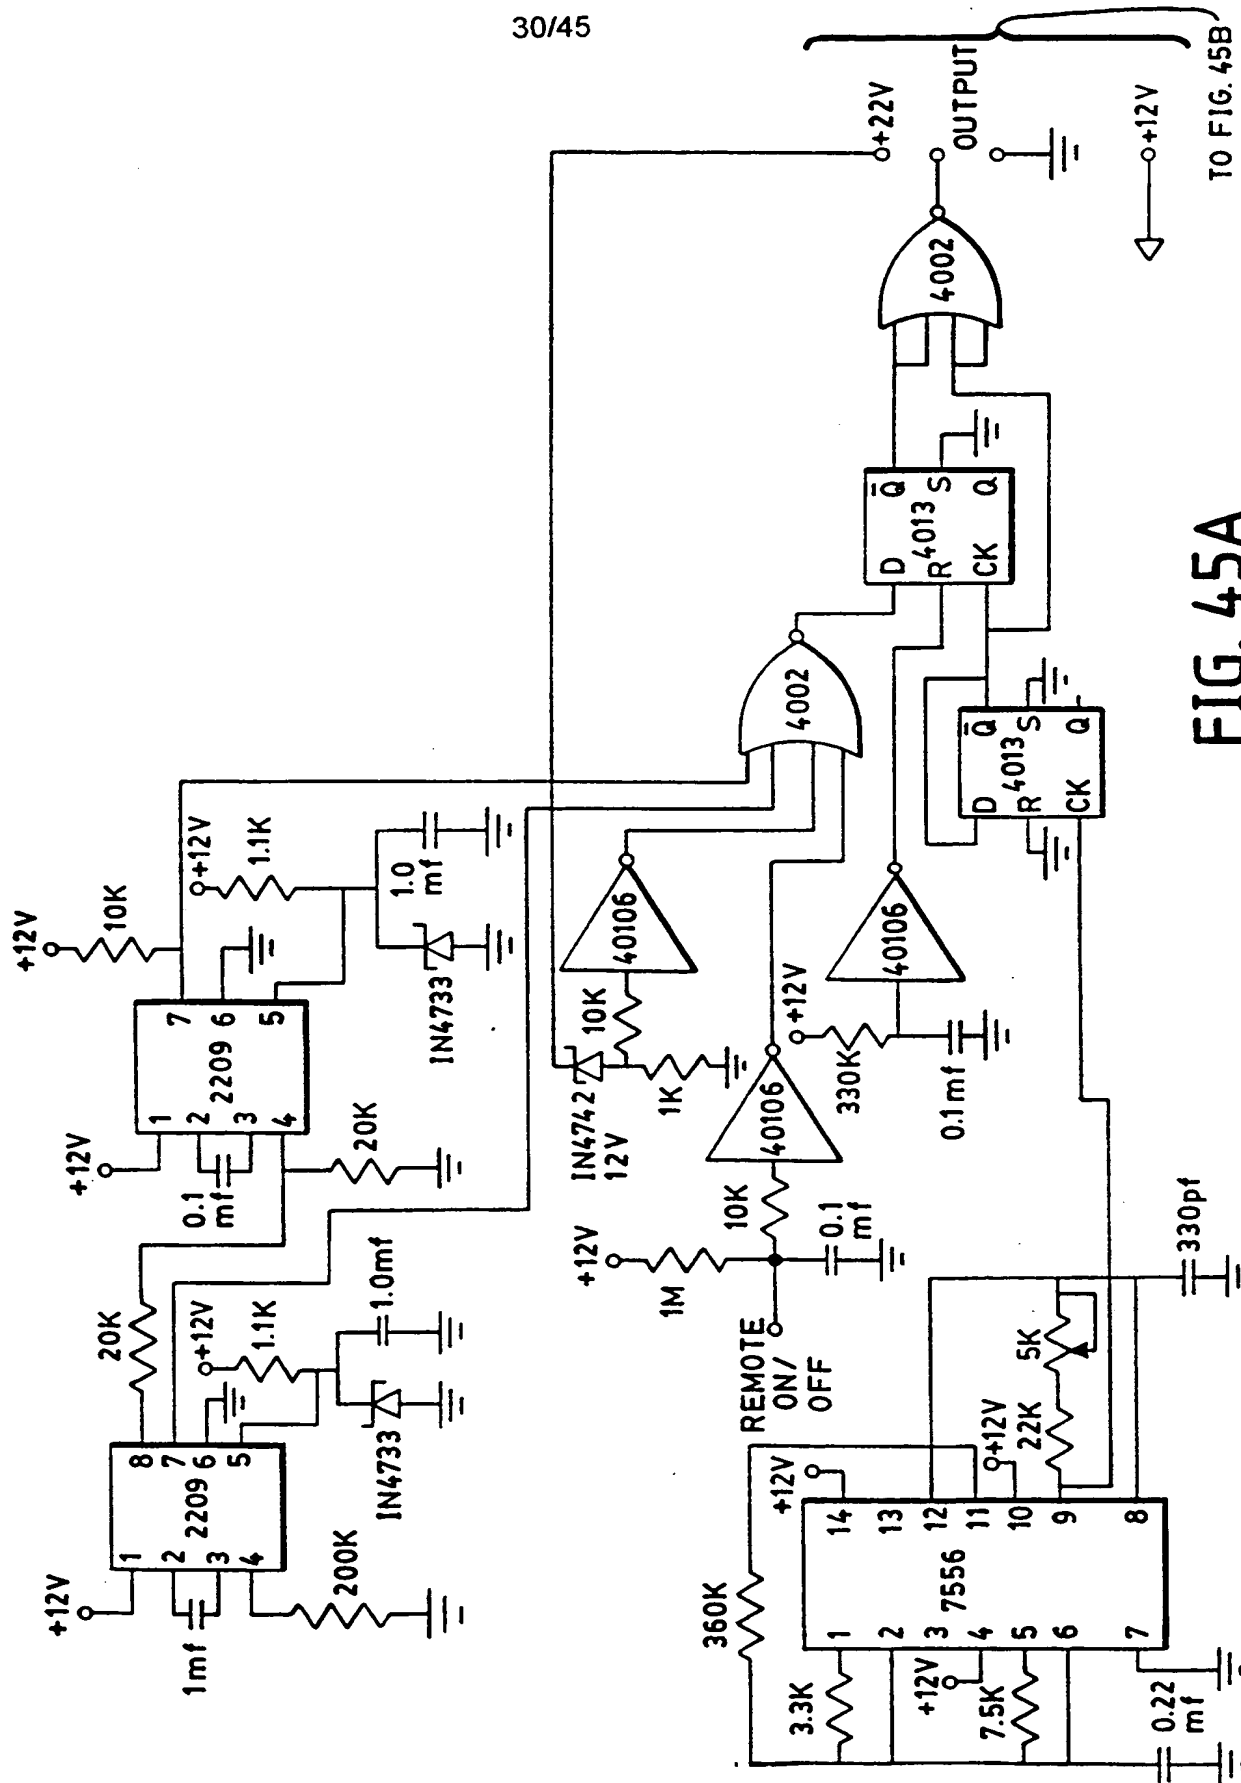 30/45
+22V
OUTPUT
+12V
TO FIG. 45B
4002
+12V
10K
+12V
1.1K
1.0
mf
IN4733
7
6
5
2209
1
2
3
4
+12V
0.1
mf
20K
20K
+12V
1.1K
1.0mf
IN4733
8
7
6
5
2209
1
2
3
4
+12V
1mf
200K
4002
40106
10K
IN4742
12V
1K
40106
10K
+12V
1M
0.1
mf
REMOTE
ON/
OFF
40106
+12V
330K
0.1mf
Q
S
Q
4013
D
R
CK
Q
S
Q
4013
D
R
CK
360K
+12V
14
13
12
11
10
9
8
7556
1
2
3
4
5
6
7
+12V
22K
5K
330pf
3.3K
+12V
7.5K
0.22
mf
FIG. 45A